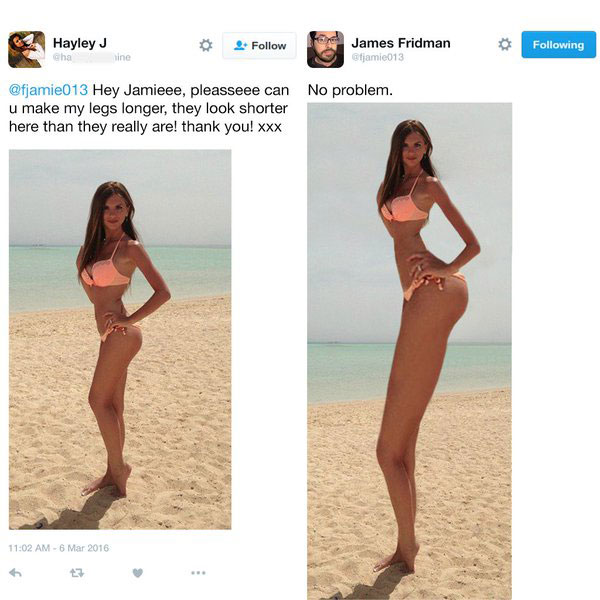 Hayley J
Follow
@fjamie013 Hey Jamieee, pleasseee can
u make my legs longer, they look shorter
here than they really are! thank you! xxx
11:02 AM - 6 Mar 2016
James Fridman
@fjamie013
Following
No problem.